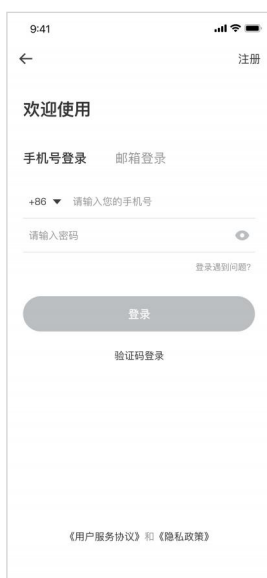 9:41
注册
欢迎使用
手机号登录 邮箱登录
+86 请输入您的手机号
请输入密码
登录遇到问题?
登录
验证码登录
《用户服务协议》和《隐私政策》